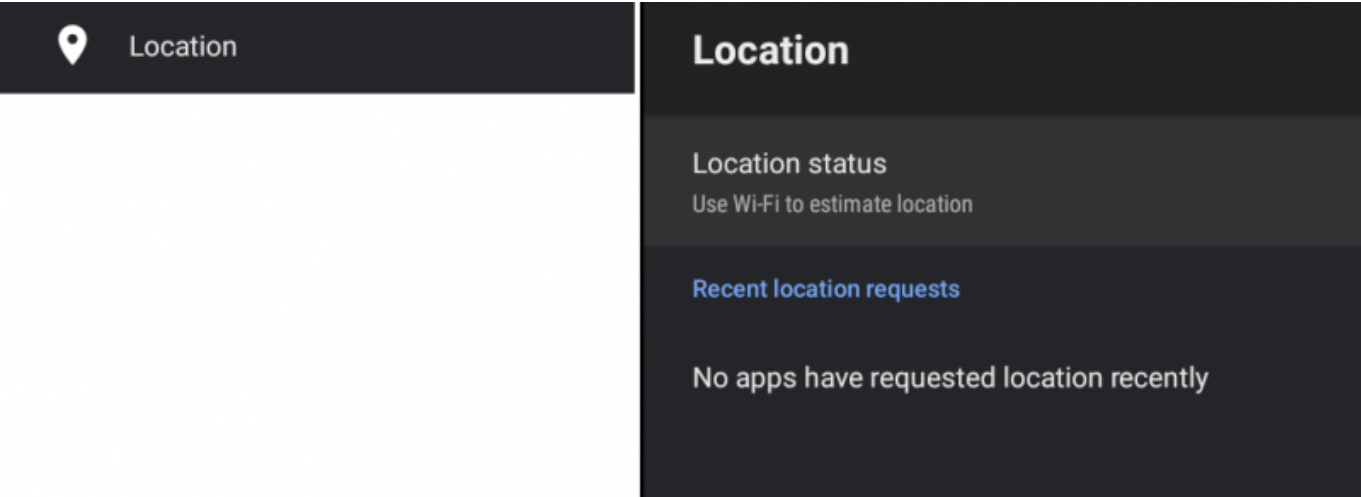 Location
Location
Location status
Use Wi-Fi to estimate location
Recent location requests
No apps have requested location recently